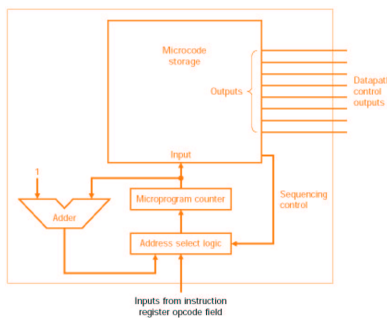 Microcode
storage
Outputs
Datapath
control
outputs
Input
1
Sequencing
control
Microprogram counter
Adder
Address select logic
Inputs from instruction
register opcode field